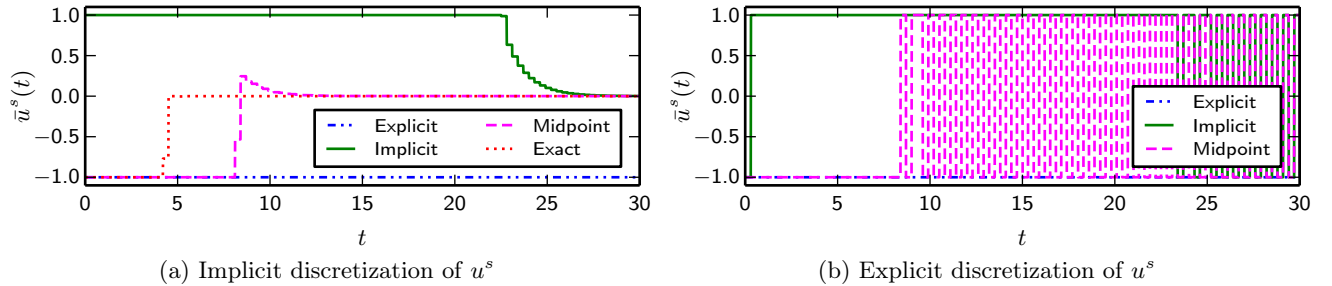 1.0
0.5
0.0
−0.5
−1.0
ū^s(t)
Explicit
Implicit
Midpoint
Exact
0 5 10 15 20 25 30
t
(a) Implicit discretization of u^s
1.0
0.5
0.0
−0.5
−1.0
ū^s(t)
Explicit
Implicit
Midpoint
0 5 10 15 20 25 30
t
(b) Explicit discretization of u^s